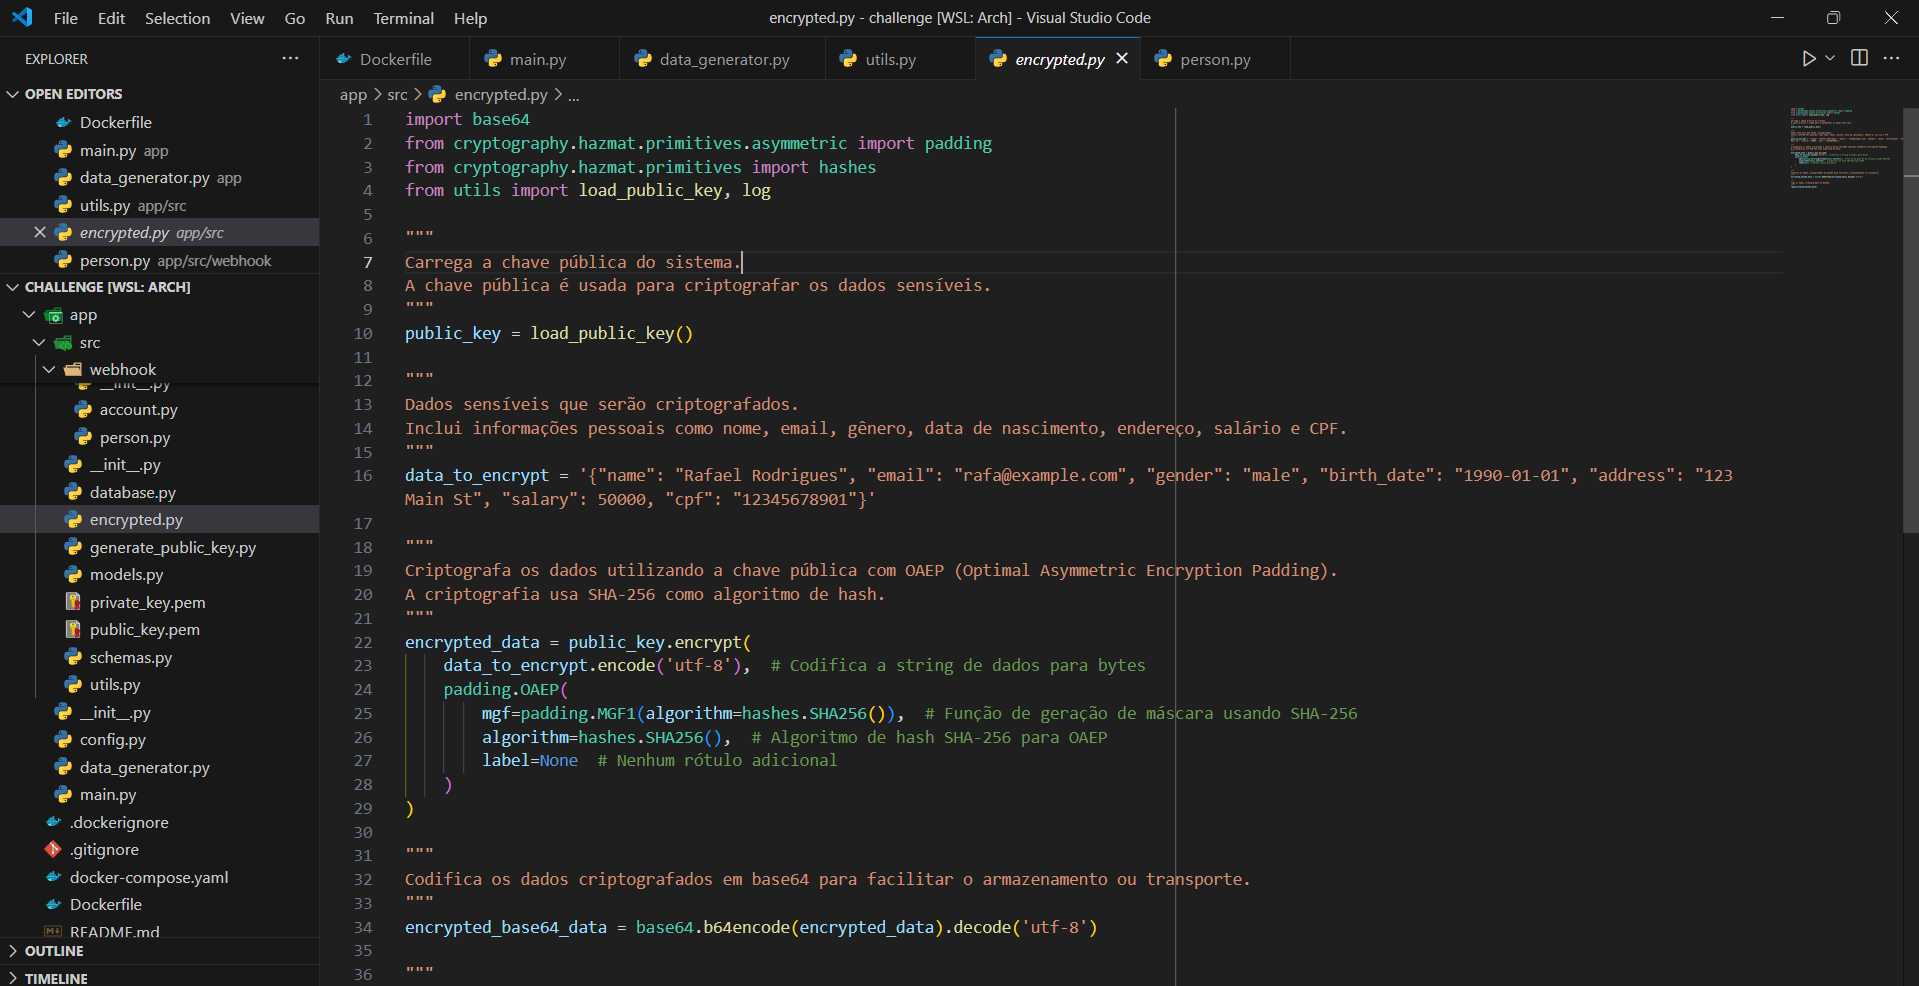 File Edit Selection View Go Run Terminal Help
encrypted.py - challenge [WSL: Arch] - Visual Studio Code
EXPLORER
OPEN EDITORS
Dockerfile
main.py app
data_generator.py app
utils.py app/src
encrypted.py app/src
person.py app/src/webhook
CHALLENGE [WSL: ARCH]
app
src
webhook
__init__.py
account.py
person.py
__init__.py
database.py
encrypted.py
generate_public_key.py
models.py
private_key.pem
public_key.pem
schemas.py
utils.py
__init__.py
config.py
data_generator.py
main.py
.dockerignore
.gitignore
docker-compose.yaml
Dockerfile
README.md
OUTLINE
TIMELINE
Dockerfile main.py data_generator.py utils.py encrypted.py person.py
app > src > encrypted.py > ...
1 import base64
2 from cryptography.hazmat.primitives.asymmetric import padding
3 from cryptography.hazmat.primitives import hashes
4 from utils import load_public_key, log
5
6 """
7 Carrega a chave pública do sistema.
8 A chave pública é usada para criptografar os dados sensíveis.
9 """
10 public_key = load_public_key()
11
12 """
13 Dados sensíveis que serão criptografados.
14 Inclui informações pessoais como nome, email, gênero, data de nascimento, endereço, salário e CPF.
15 """
16 data_to_encrypt = '{"name": "Rafael Rodrigues", "email": "rafa@example.com", "gender": "male", "birth_date": "1990-01-01", "address": "123
Main St", "salary": 50000, "cpf": "12345678901"}'
17
18 """
19 Criptografa os dados utilizando a chave pública com OAEP (Optimal Asymmetric Encryption Padding).
20 A criptografia usa SHA-256 como algoritmo de hash.
21 """
22 encrypted_data = public_key.encrypt(
23 data_to_encrypt.encode('utf-8'), # Codifica a string de dados para bytes
24 padding.OAEP(
25 mgf=padding.MGF1(algorithm=hashes.SHA256()), # Função de geração de máscara usando SHA-256
26 algorithm=hashes.SHA256(), # Algoritmo de hash SHA-256 para OAEP
27 label=None # Nenhum rótulo adicional
28 )
29 )
30
31 """
32 Codifica os dados criptografados em base64 para facilitar o armazenamento ou transporte.
33 """
34 encrypted_base64_data = base64.b64encode(encrypted_data).decode('utf-8')
35
36 """